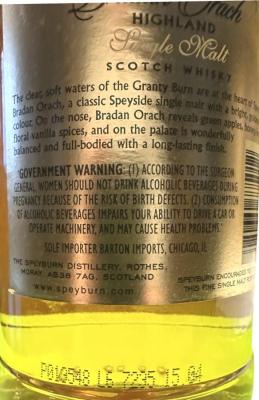 Bradan Orach
HIGHLAND
Single Malt
SCOTCH WHISKY
The clear, soft waters of the Granty Burn are at the heart of Spey
Bradan Orach, a classic Speyside single malt with a bright,
colour. On the nose, Bradan Orach reveals green apples, honey
floral vanilla spices, and on the palate is wonderfully
balanced and full-bodied with a long-lasting finish.
"GOVERNMENT WARNING: (1) ACCORDING TO THE SURGEON
GENERAL, WOMEN SHOULD NOT DRINK ALCOHOLIC BEVERAGES DURING
PREGNANCY BECAUSE OF THE RISK OF BIRTH DEFECTS. (2) CONSUMPTION
OF ALCOHOLIC BEVERAGES IMPAIRS YOUR ABILITY TO DRIVE A CAR OR
OPERATE MACHINERY, AND MAY CAUSE HEALTH PROBLEMS."
SOLE IMPORTER BARTON IMPORTS, CHICAGO, IL
THE SPEYBURN DISTILLERY, ROTHES,
MORAY, AB38 7AG, SCOTLAND
www.speyburn.com
SPEYBURN ENCOURAGES
THIS FINE SINGLE MALT
P010548 L6 7235 15 04